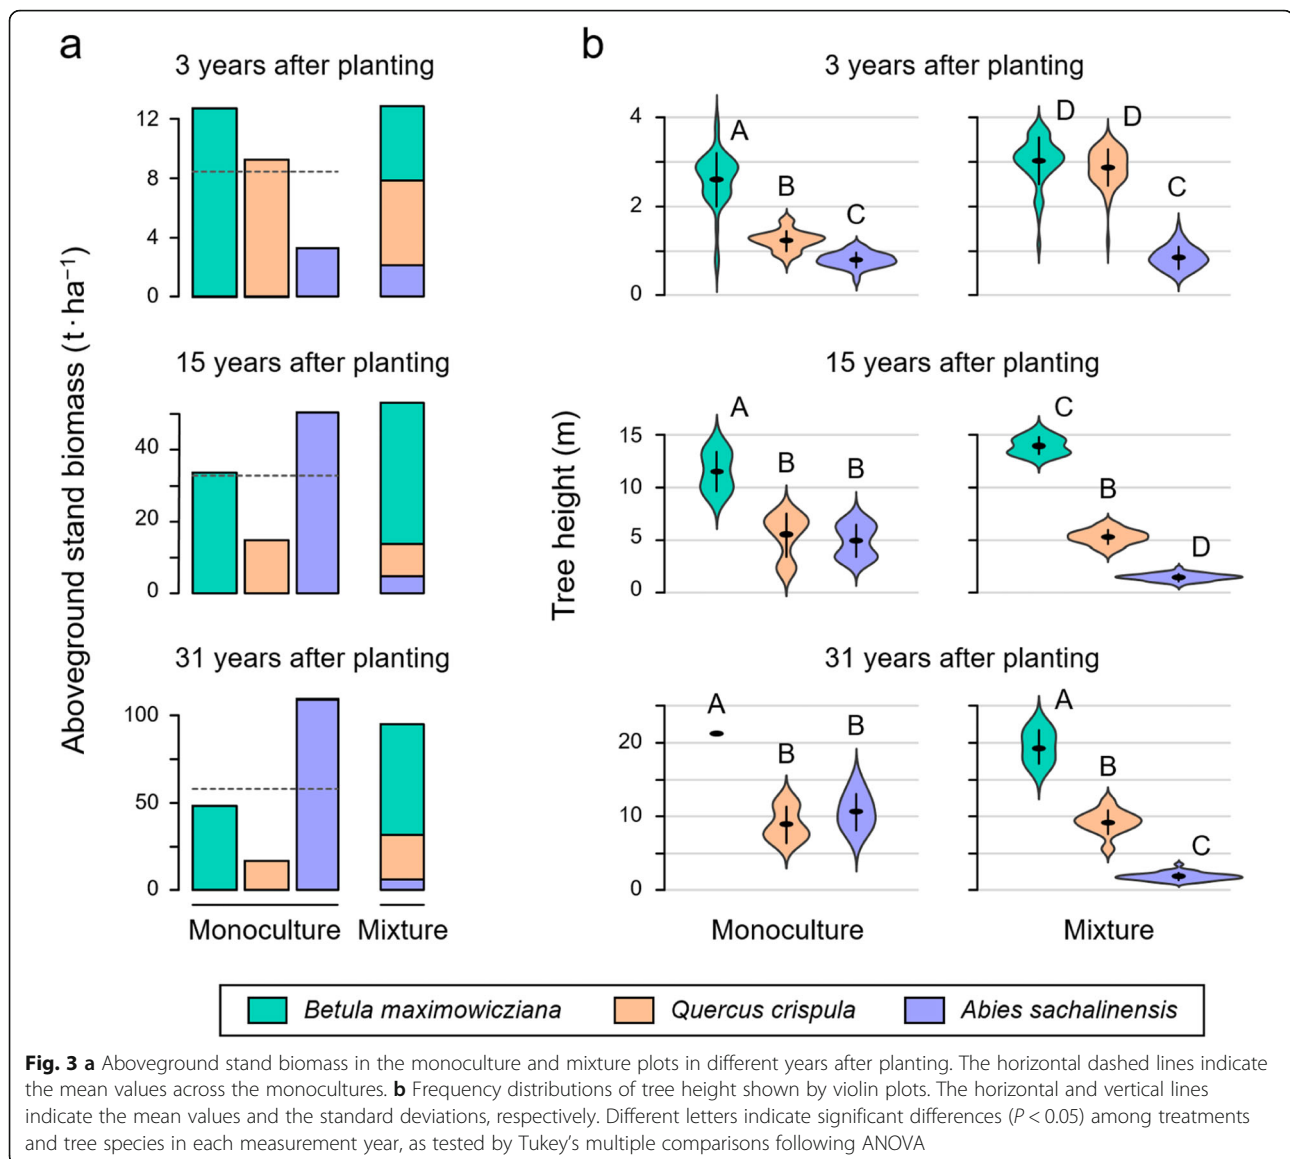 a
3 years after planting
12
8
4
0
15 years after planting
40
20
0
31 years after planting
100
50
0
Monoculture Mixture
Aboveground stand biomass (t · ha⁻¹)
b
3 years after planting
4
2
0
A
B
C
D
D
C
15 years after planting
15
10
5
0
A
B
B
C
B
D
31 years after planting
20
10
0
A
B
B
A
B
C
Monoculture Mixture
Tree height (m)
Betula maximowicziana Quercus crispula Abies sachalinensis
Fig. 3 a Aboveground stand biomass in the monoculture and mixture plots in different years after planting. The horizontal dashed lines indicate
the mean values across the monocultures. b Frequency distributions of tree height shown by violin plots. The horizontal and vertical lines
indicate the mean values and the standard deviations, respectively. Different letters indicate significant differences (P < 0.05) among treatments
and tree species in each measurement year, as tested by Tukey's multiple comparisons following ANOVA